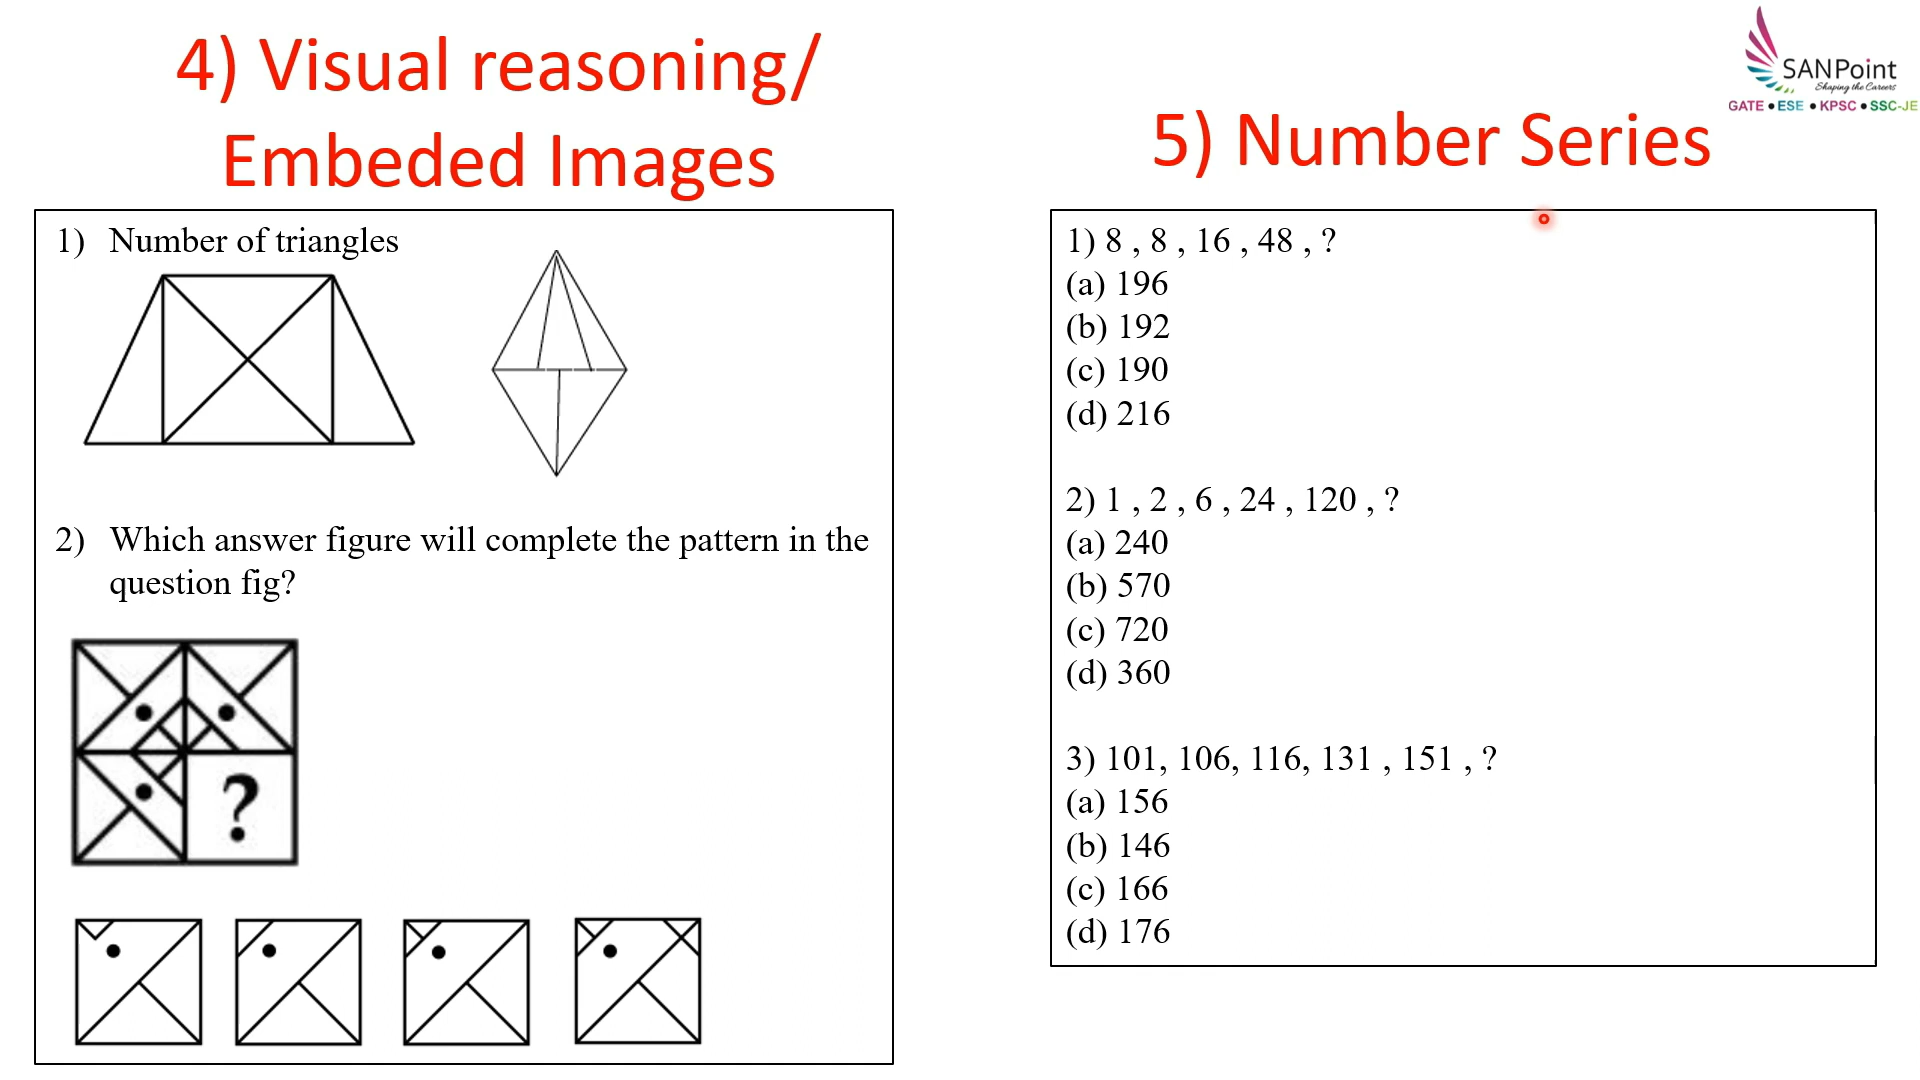 4) Visual reasoning/
Embeded Images
1) Number of triangles
2) Which answer figure will complete the pattern in the
question fig?
?
SANPoint
Shaping the Careers
GATE • ESE • KPSC • SSC-JE
5) Number Series
1) 8 , 8 , 16 , 48 , ?
(a) 196
(b) 192
(c) 190
(d) 216
2) 1 , 2 , 6 , 24 , 120 , ?
(a) 240
(b) 570
(c) 720
(d) 360
3) 101, 106, 116, 131 , 151 , ?
(a) 156
(b) 146
(c) 166
(d) 176